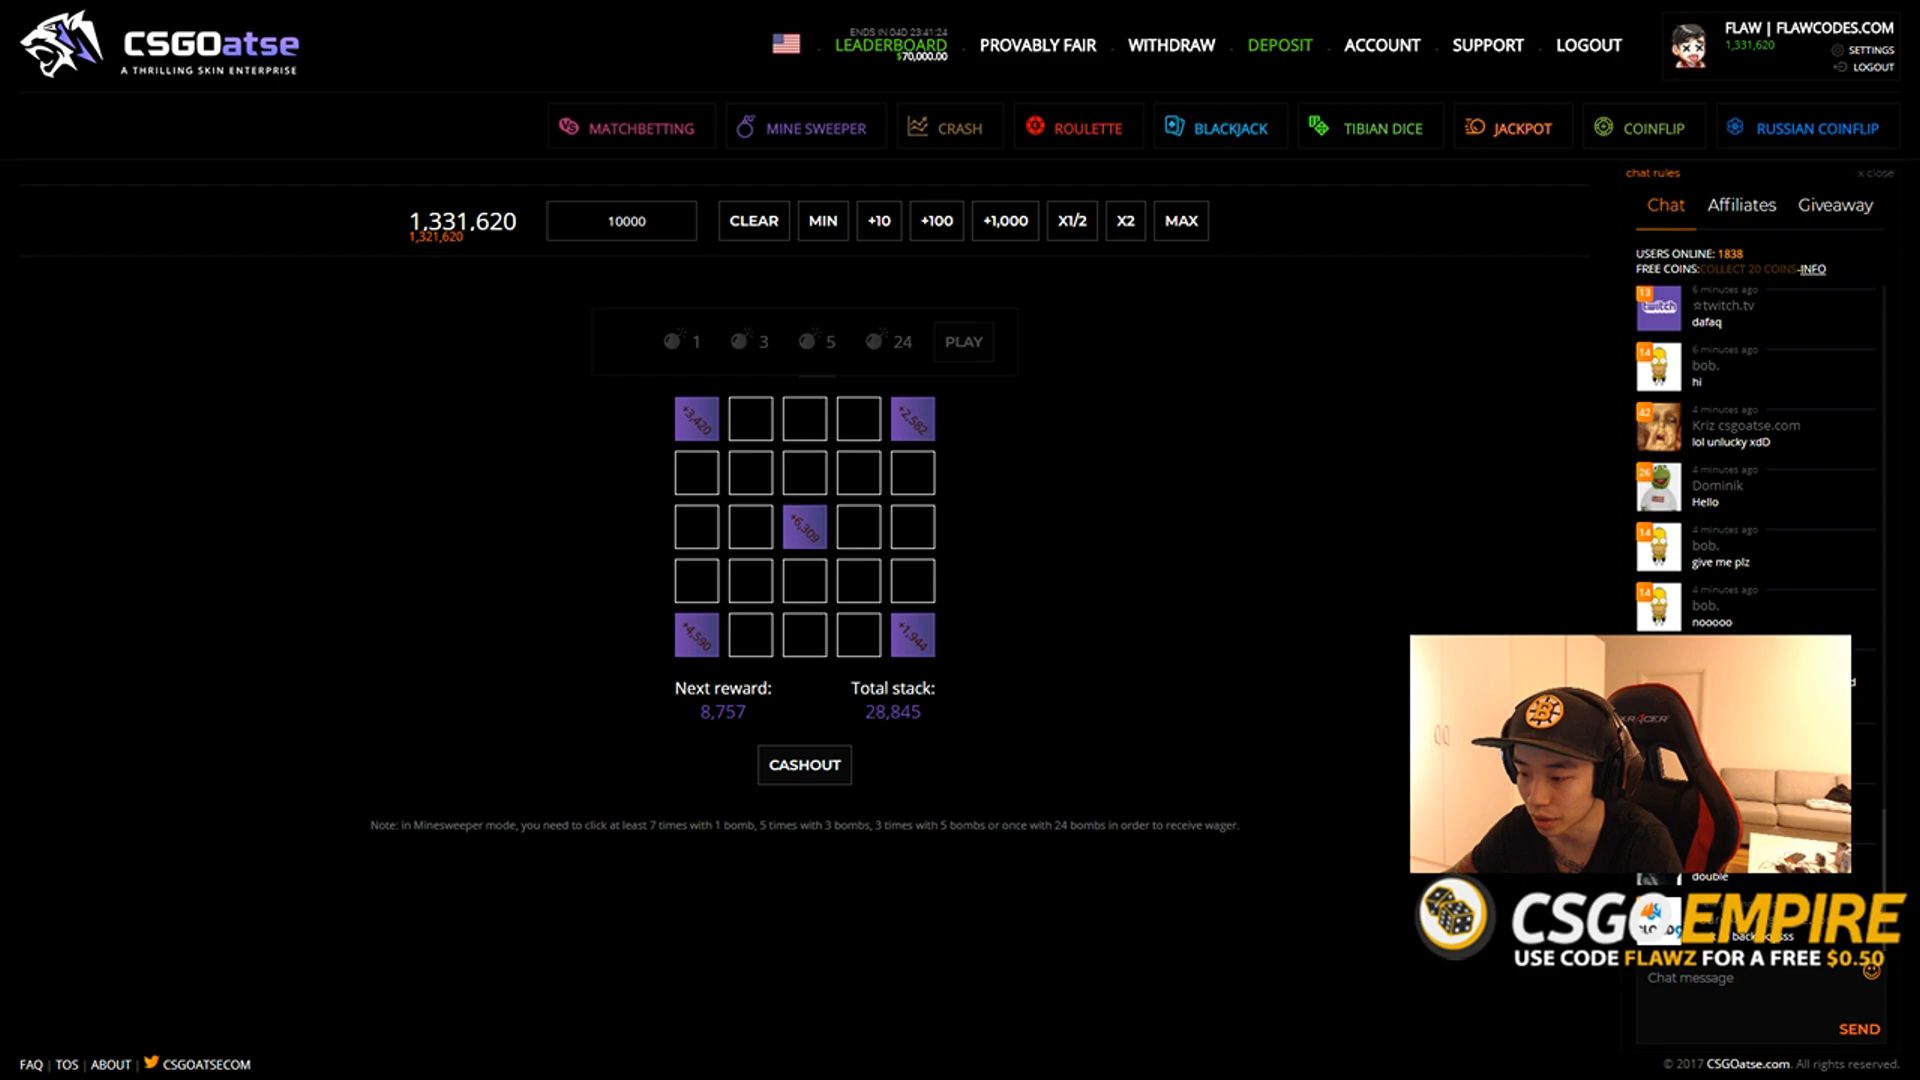 CSGOatse
A THRILLING SKIN ENTERPRISE
ENDS IN 04D 23:41:24
LEADERBOARD
$70,000.00
PROVABLY FAIR
WITHDRAW
DEPOSIT
ACCOUNT
SUPPORT
LOGOUT
FLAW | FLAWCODES.COM
1,331,620
SETTINGS
LOGOUT
MATCHBETTING
MINE SWEEPER
CRASH
ROULETTE
BLACKJACK
TIBIAN DICE
JACKPOT
COINFLIP
RUSSIAN COINFLIP
1,331,620
1,321,620
10000
CLEAR
MIN
+10
+100
+1,000
X1/2
X2
MAX
1
3
5
24
PLAY
+3,420
+2,582
+6,309
+4,590
+1,944
Next reward:
8,757
Total stack:
28,845
CASHOUT
Note: in Minesweeper mode, you need to click at least 7 times with 1 bomb, 5 times with 3 bombs, 3 times with 5 bombs or once with 24 bombs in order to receive wager.
chat rules
x close
Chat
Affiliates
Giveaway
USERS ONLINE: 1838
FREE COINS:COLLECT 20 COINS-INFO
13
twitch
6 minutes ago
☆twitch.tv
dafaq
14
6 minutes ago
bob.
hi
42
4 minutes ago
Kriz csgoatse.com
lol unlucky xdD
26
4 minutes ago
Dominik
Hello
14
4 minutes ago
bob.
give me plz
14
4 minutes ago
bob.
nooooo
double
CSGOEMPIRE
USE CODE FLAWZ FOR A FREE $0.50
Chat message
SEND
FAQ | TOS | ABOUT | CSGOATSECOM
© 2017 CSGOatse.com. All rights reserved.